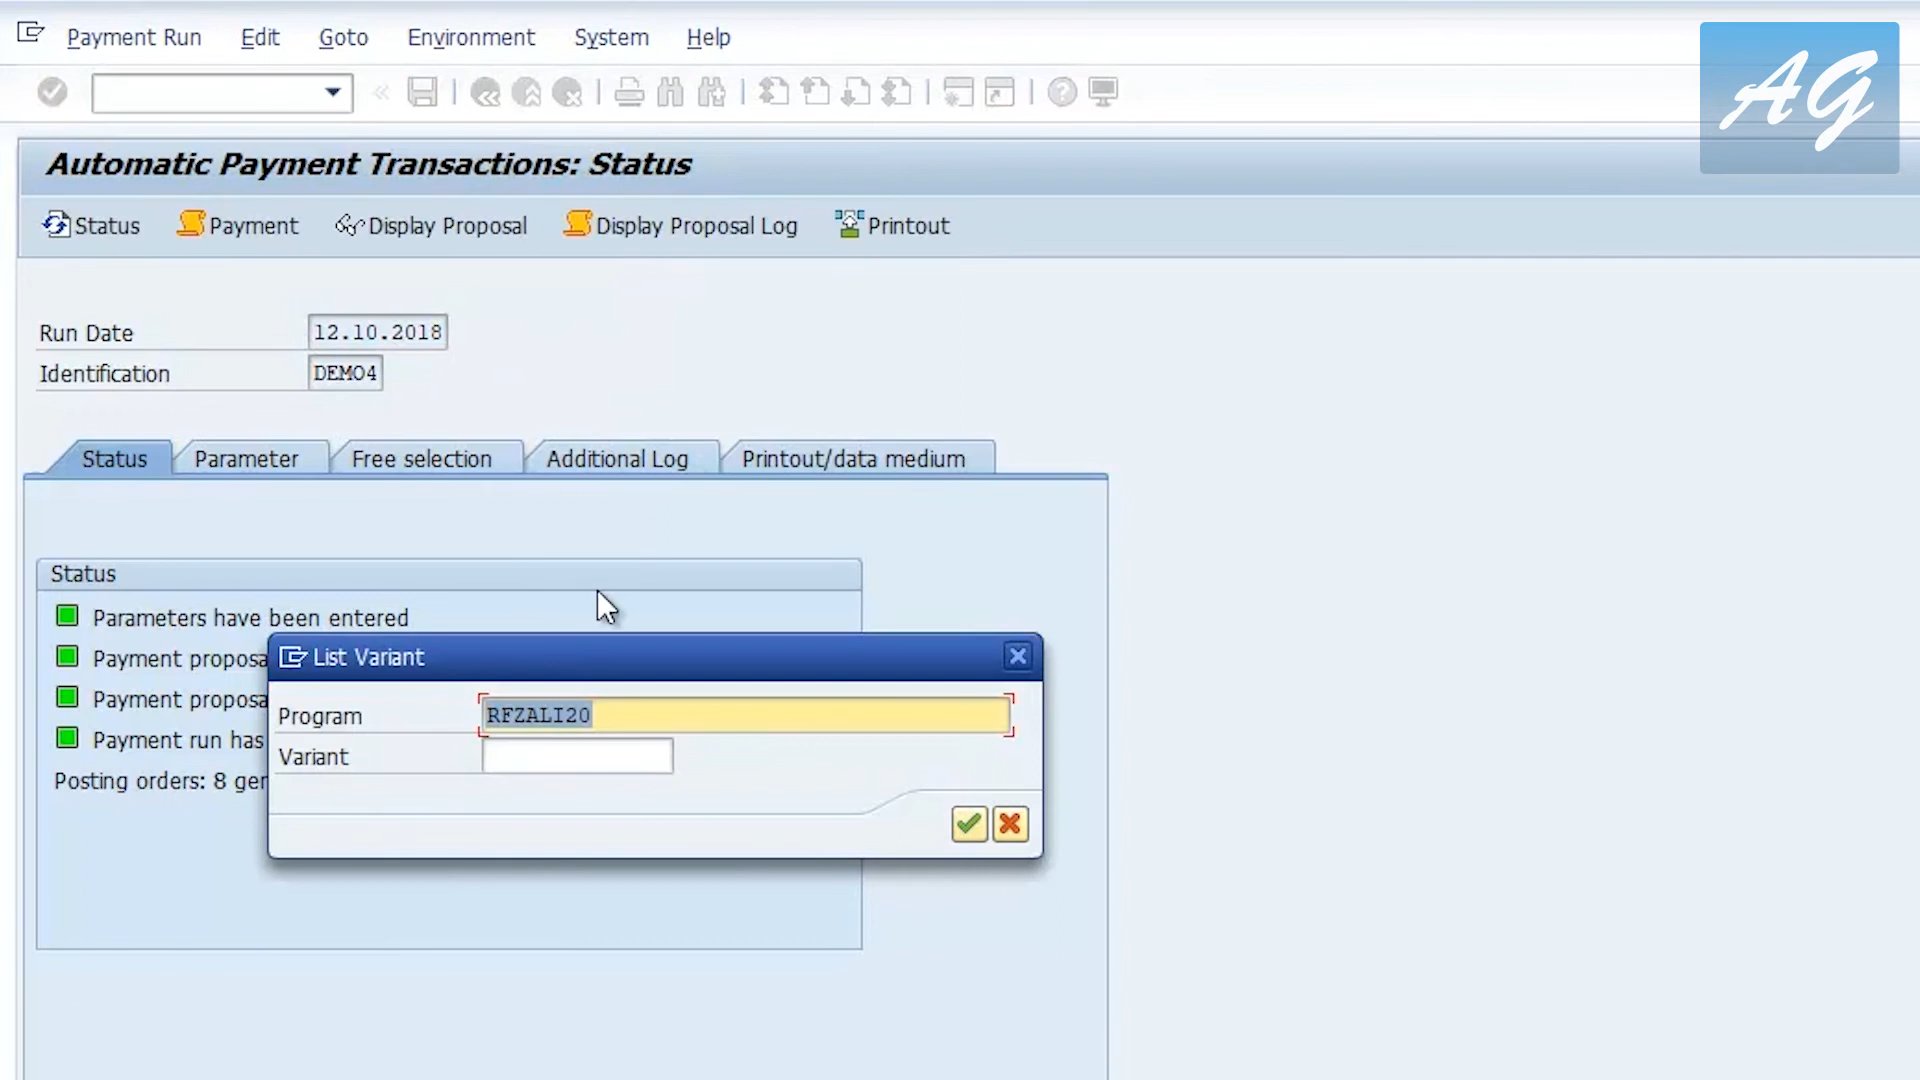 Payment Run Edit Goto Environment System Help
AG
Automatic Payment Transactions: Status
Status Payment Display Proposal Display Proposal Log Printout
Run Date 12.10.2018
Identification DEMO4
Status Parameter Free selection Additional Log Printout/data medium
Status
Parameters have been entered
Payment proposa
Payment proposa
Payment run has
Posting orders: 8 ger
List Variant
Program RFZALI20
Variant